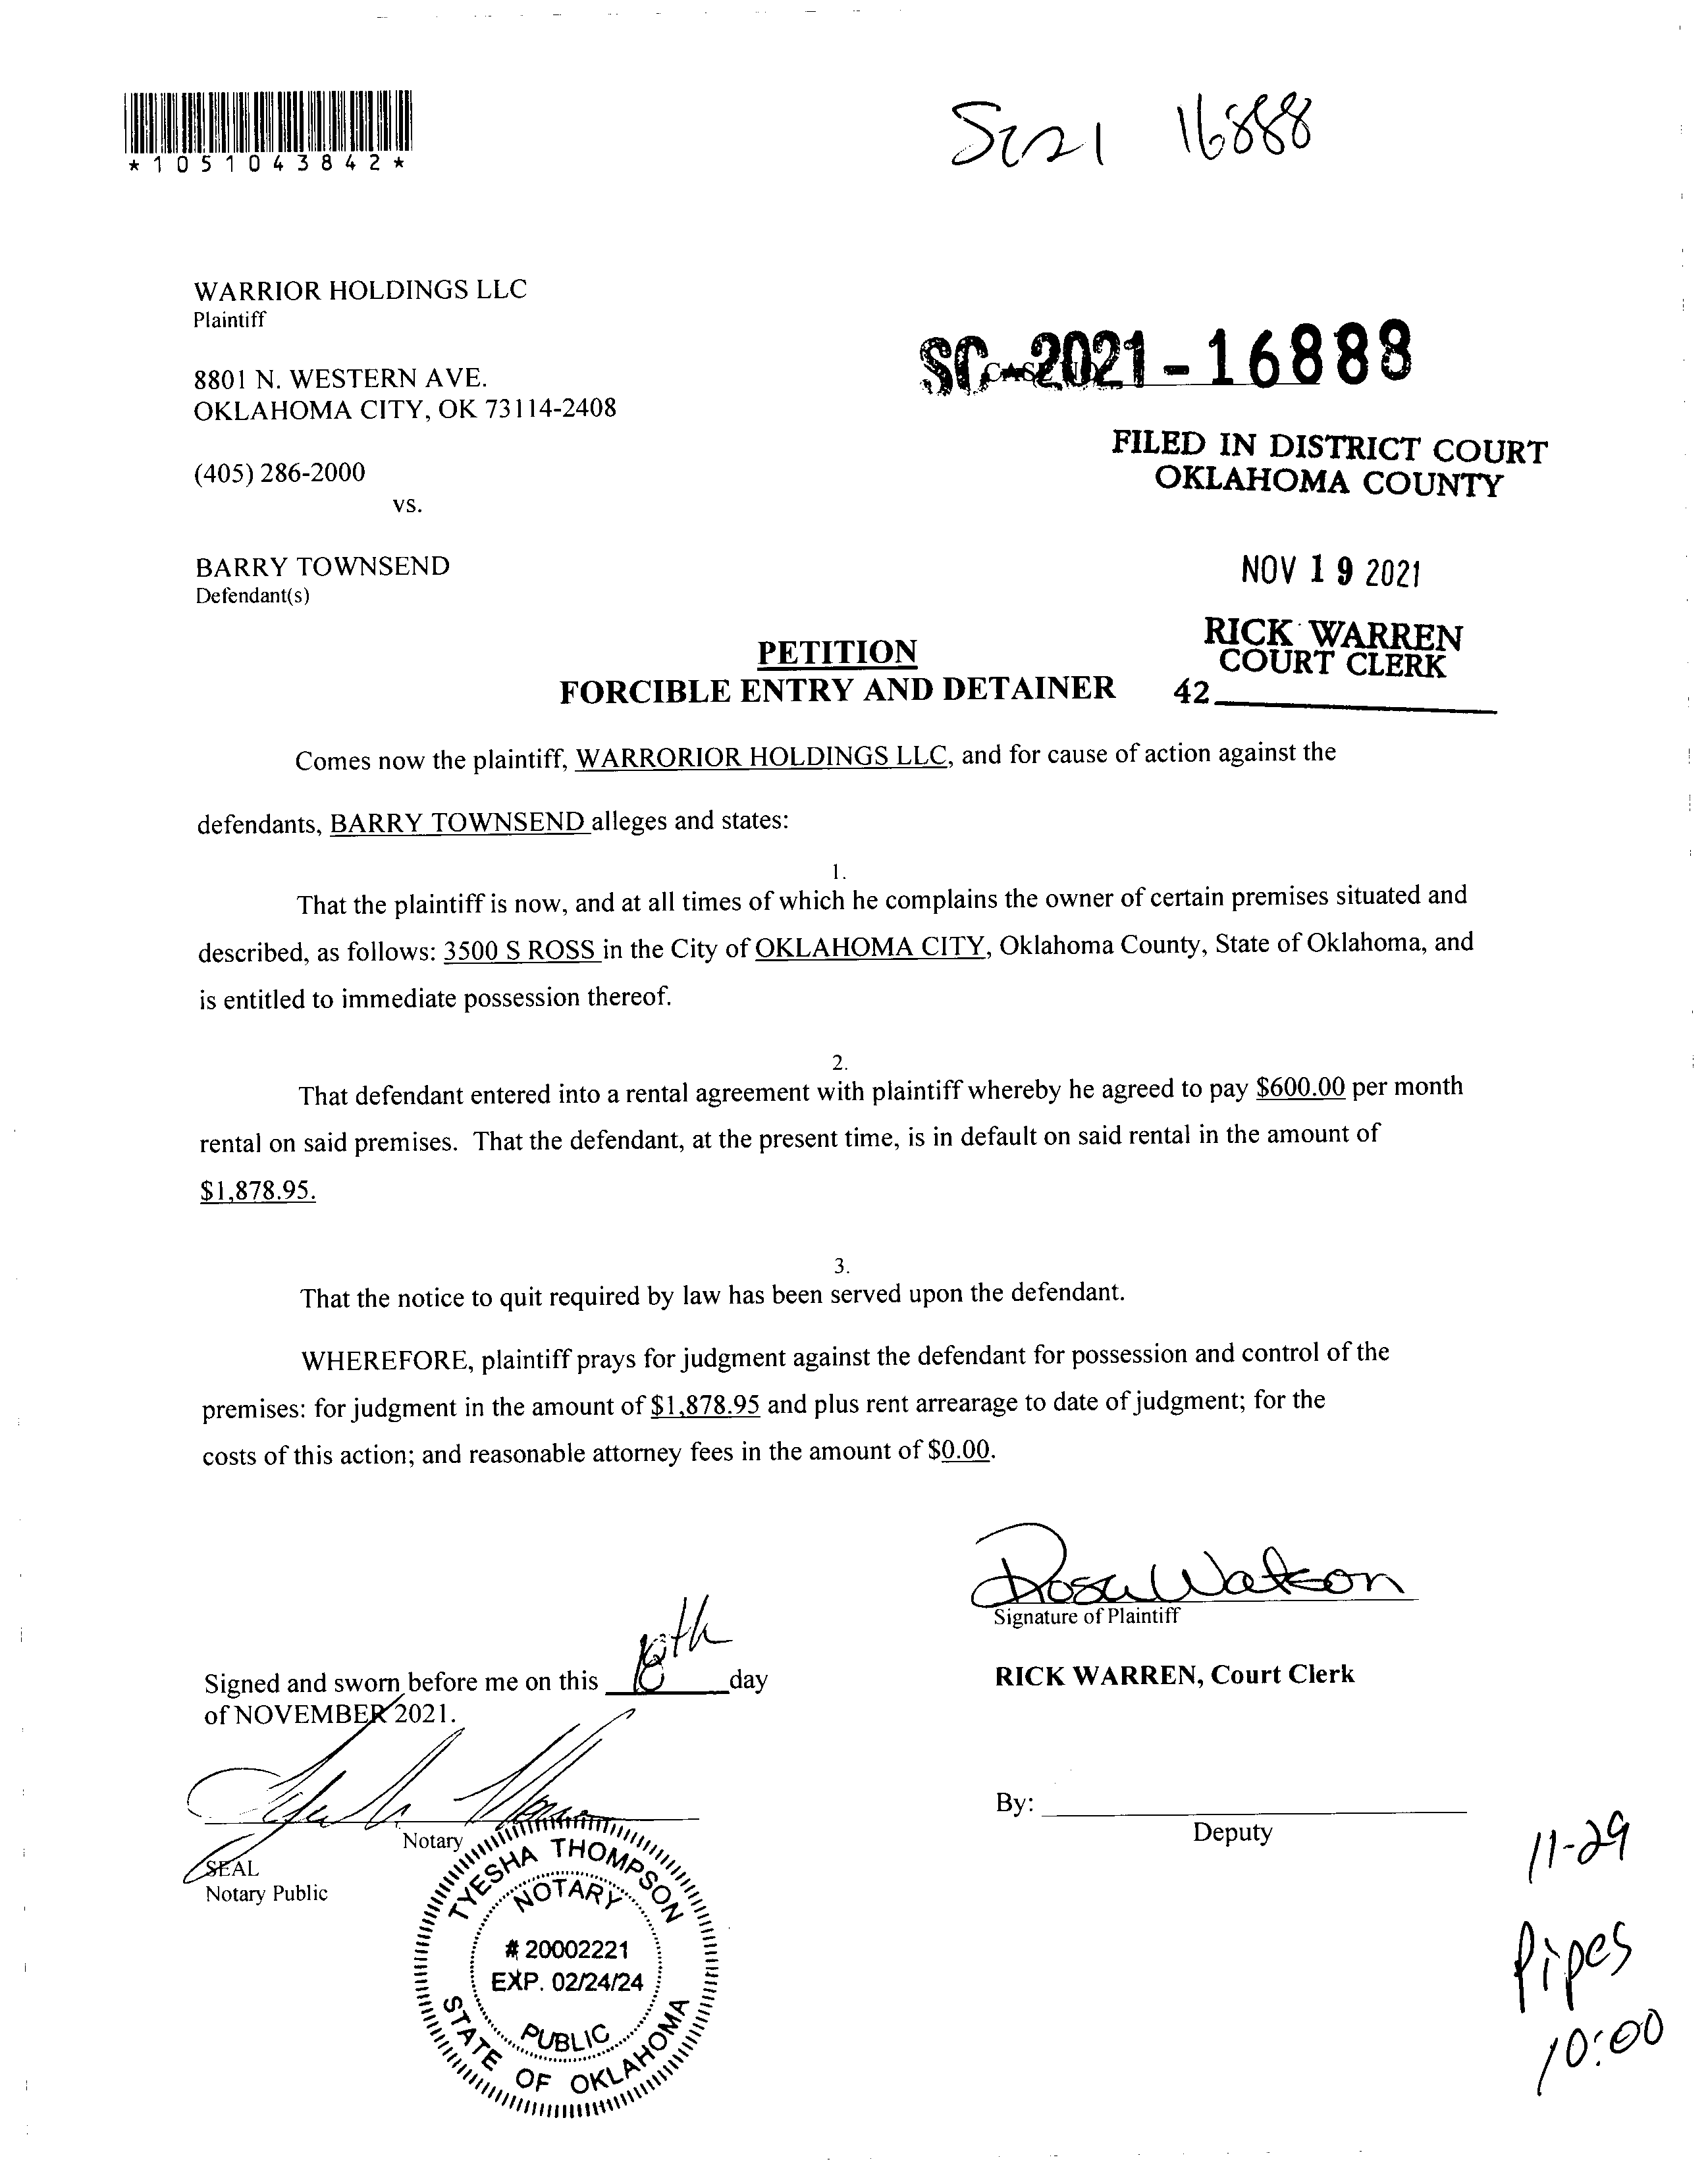 *1051043842*
SC21 16888
WARRIOR HOLDINGS LLC
Plaintiff
8801 N. WESTERN AVE.
OKLAHOMA CITY, OK 73114-2408
(405) 286-2000
vs.
BARRY TOWNSEND
Defendant(s)
SC-2021-16888
FILED IN DISTRICT COURT
OKLAHOMA COUNTY
NOV 19 2021
RICK WARREN
COURT CLERK
42
PETITION
FORCIBLE ENTRY AND DETAINER
Comes now the plaintiff, WARRORIOR HOLDINGS LLC, and for cause of action against the
defendants, BARRY TOWNSEND alleges and states:
1.
That the plaintiff is now, and at all times of which he complains the owner of certain premises situated and
described, as follows: 3500 S ROSS in the City of OKLAHOMA CITY, Oklahoma County, State of Oklahoma, and
is entitled to immediate possession thereof.
2.
That defendant entered into a rental agreement with plaintiff whereby he agreed to pay $600.00 per month
rental on said premises. That the defendant, at the present time, is in default on said rental in the amount of
$1,878.95.
3.
That the notice to quit required by law has been served upon the defendant.
WHEREFORE, plaintiff prays for judgment against the defendant for possession and control of the
premises: for judgment in the amount of $1,878.95 and plus rent arrearage to date of judgment; for the
costs of this action; and reasonable attorney fees in the amount of $0.00.
Rosa Watson
Signature of Plaintiff
Signed and sworn before me on this day
of NOVEMBER 2021.
RICK WARREN, Court Clerk
Notary
SEAL
Notary Public
By:
Deputy
TYESHA THOMPSON
NOTARY
# 20002221
EXP. 02/24/24
PUBLIC
STATE OF OKLAHOMA
11-29
Pipes
10:00